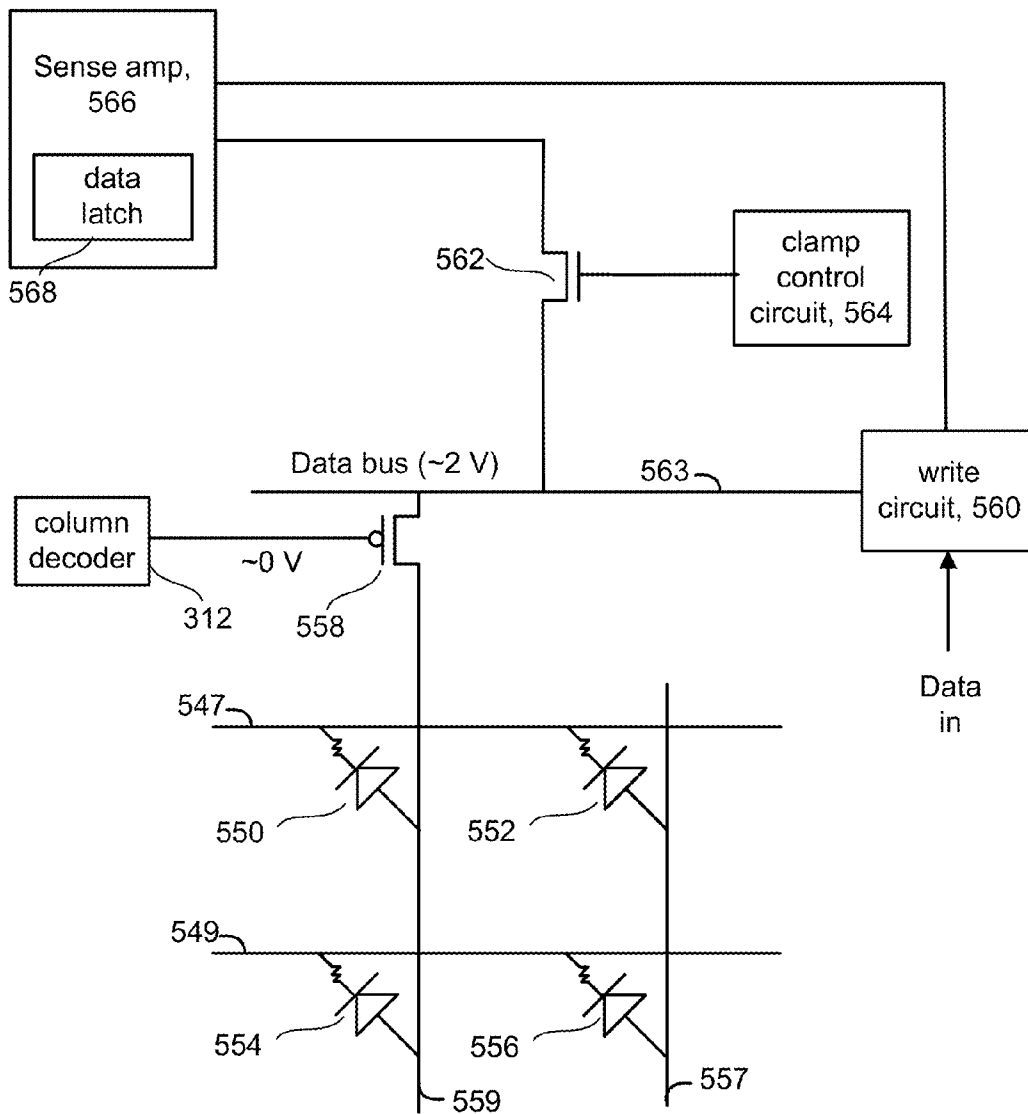 Sense amp,
566
data
latch
568
562
clamp
control
circuit, 564
Data bus (~2 V)
563
write
circuit, 560
column
decoder
~0 V
312
558
Data
in
547
550
552
549
554
556
559
557